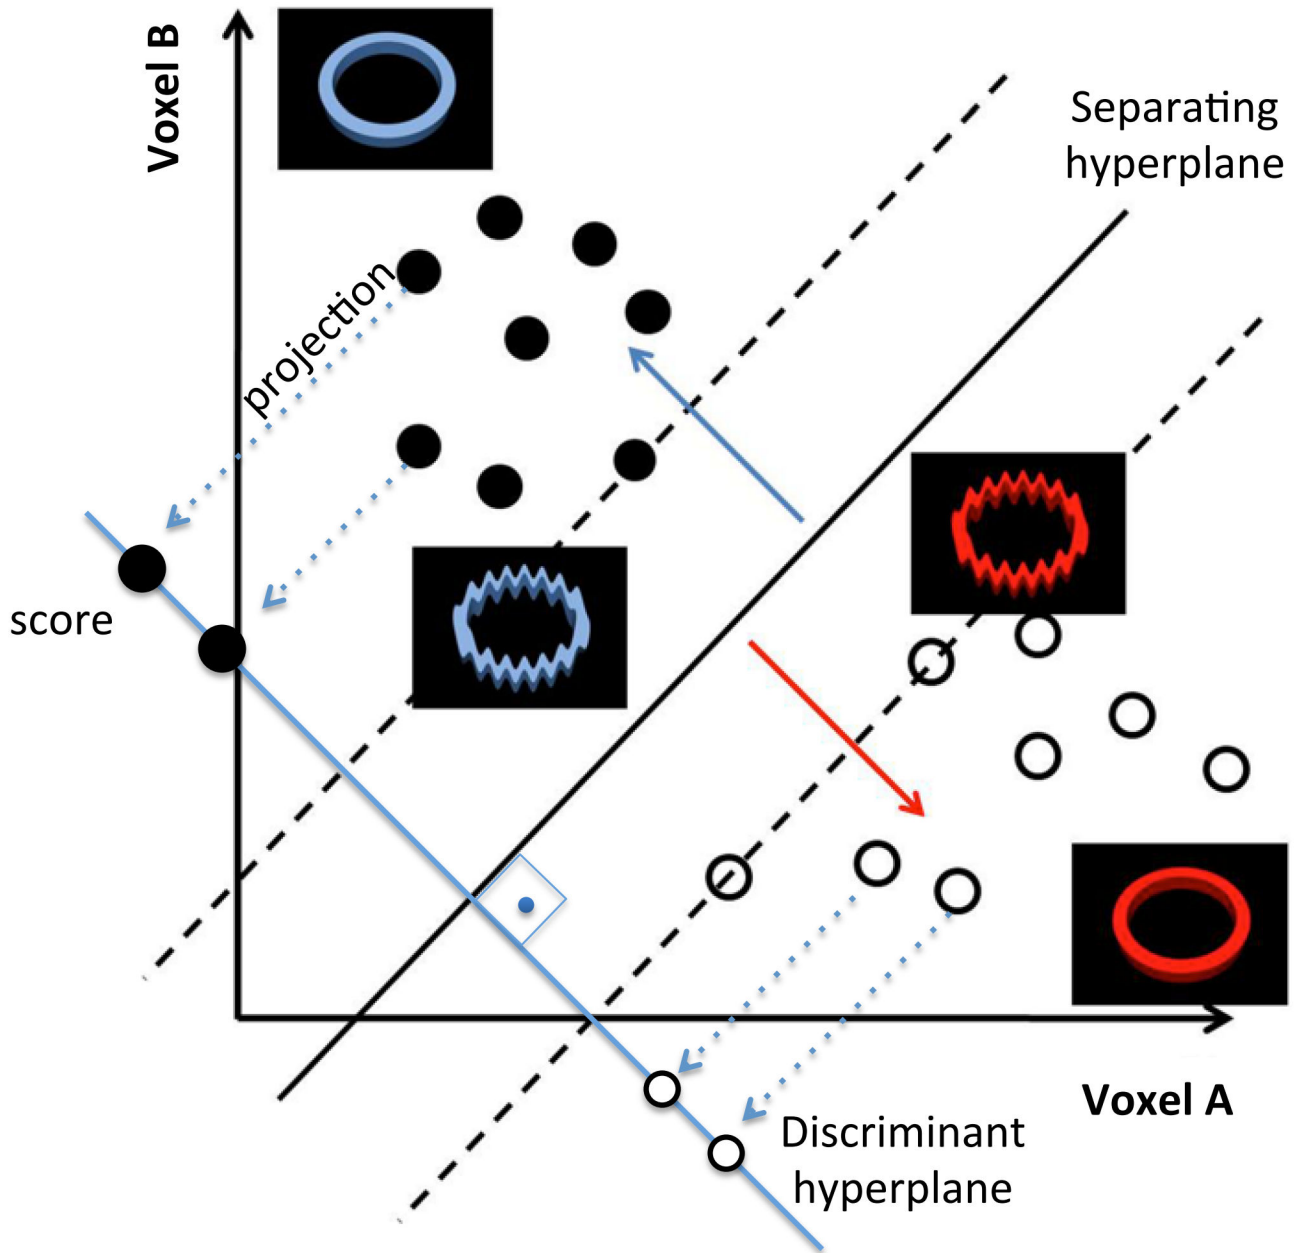 Voxel B
Separating
hyperplane
projection
score
Voxel A
Discriminant
hyperplane